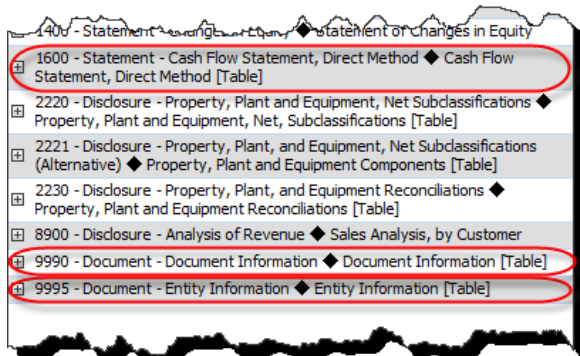 1400 - Statement - Changes in Equity ◆ Statement of Changes in Equity
1600 - Statement - Cash Flow Statement, Direct Method ◆ Cash Flow
Statement, Direct Method [Table]
2220 - Disclosure - Property, Plant and Equipment, Net Subclassifications ◆
Property, Plant and Equipment, Net, Subclassifications [Table]
2221 - Disclosure - Property, Plant, and Equipment, Net Subclassifications
(Alternative) ◆ Property, Plant and Equipment Components [Table]
2230 - Disclosure - Property, Plant, and Equipment Reconciliations ◆
Property, Plant and Equipment Reconciliations [Table]
8900 - Disclosure - Analysis of Revenue ◆ Sales Analysis, by Customer
9990 - Document - Document Information ◆ Document Information [Table]
9995 - Document - Entity Information ◆ Entity Information [Table]